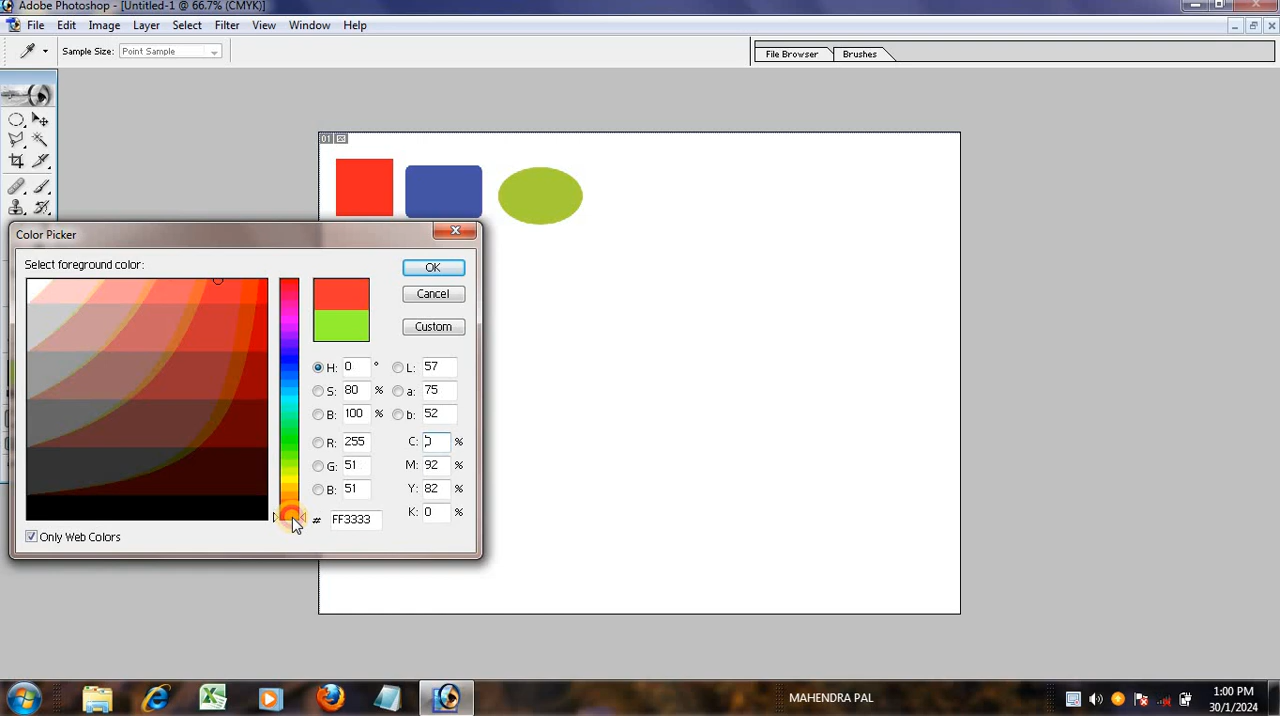 Adobe Photoshop - [Untitled-1 @ 66.7% (CMYK)]
File Edit Image Layer Select Filter View Window Help
Sample Size: Point Sample
File Browser Brushes
01
Color Picker
Select foreground color:
OK
Cancel
Custom
H: 0 ° L: 57
S: 80 % a: 75
B: 100 % b: 52
R: 255 C: 0 %
G: 51 M: 92 %
B: 51 Y: 82 %
# FF3333 K: 0 %
Only Web Colors
MAHENDRA PAL
1:00 PM
30/1/2024